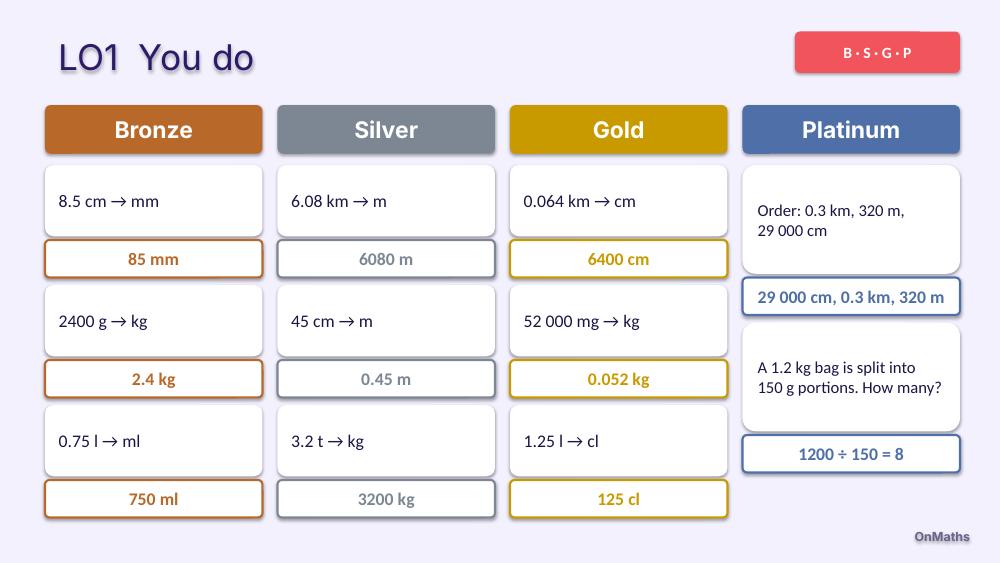 LO1 You do
B · S · G · P
Bronze
8.5 cm → mm
85 mm
2400 g → kg
2.4 kg
0.75 l → ml
750 ml
Silver
6.08 km → m
6080 m
45 cm → m
0.45 m
3.2 t → kg
3200 kg
Gold
0.064 km → cm
6400 cm
52 000 mg → kg
0.052 kg
1.25 l → cl
125 cl
Platinum
Order: 0.3 km, 320 m,
29 000 cm
29 000 cm, 0.3 km, 320 m
A 1.2 kg bag is split into
150 g portions. How many?
1200 ÷ 150 = 8
OnMaths